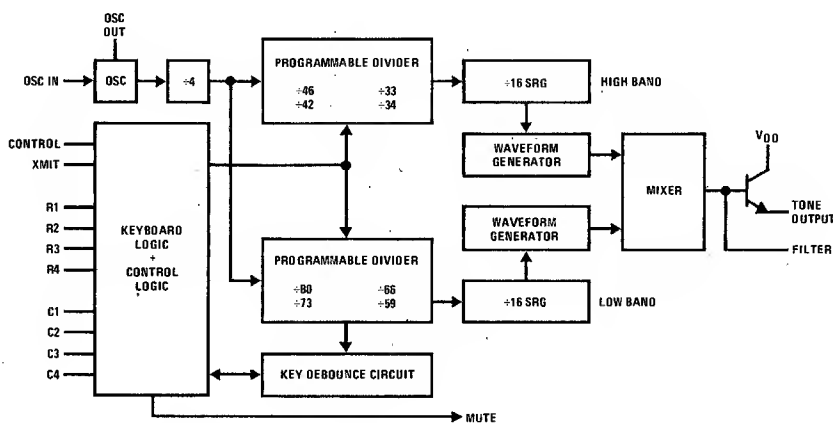 OSC
OUT
OSC IN
OSC
÷4
PROGRAMMABLE DIVIDER
÷46 ÷33
÷42 ÷34
÷16 SRG
HIGH BAND
CONTROL
XMIT
R1
R2
R3
R4
C1
C2
C3
C4
KEYBOARD
LOGIC
+
CONTROL
LOGIC
WAVEFORM
GENERATOR
WAVEFORM
GENERATOR
MIXER
VDD
TONE
OUTPUT
FILTER
PROGRAMMABLE DIVIDER
÷80 ÷66
÷73 ÷59
÷16 SRG
LOW BAND
KEY DEBOUNCE CIRCUIT
MUTE